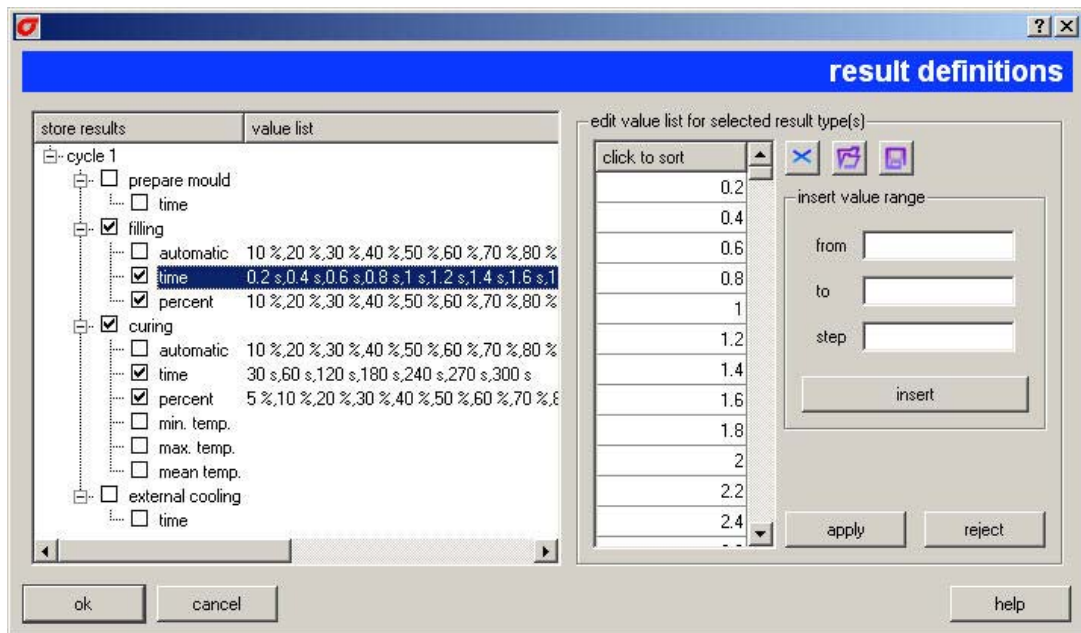 ?
result definitions
store results value list
cycle 1
prepare mould
time
filling
automatic 10 %,20 %,30 %,40 %,50 %,60 %,70 %,80 %
time 0.2 s,0.4 s,0.6 s,0.8 s,1 s,1.2 s,1.4 s,1.6 s,1
percent 10 %,20 %,30 %,40 %,50 %,60 %,70 %,80 %
curing
automatic 10 %,20 %,30 %,40 %,50 %,60 %,70 %,80 %
time 30 s,60 s,120 s,180 s,240 s,270 s,300 s
percent 5 %,10 %,20 %,30 %,40 %,50 %,60 %,70 %,
min. temp.
max. temp.
mean temp.
external cooling
time
edit value list for selected result type(s)
click to sort
0.2
0.4
0.6
0.8
1
1.2
1.4
1.6
1.8
2
2.2
2.4
insert value range
from
to
step
insert
apply reject
ok cancel help